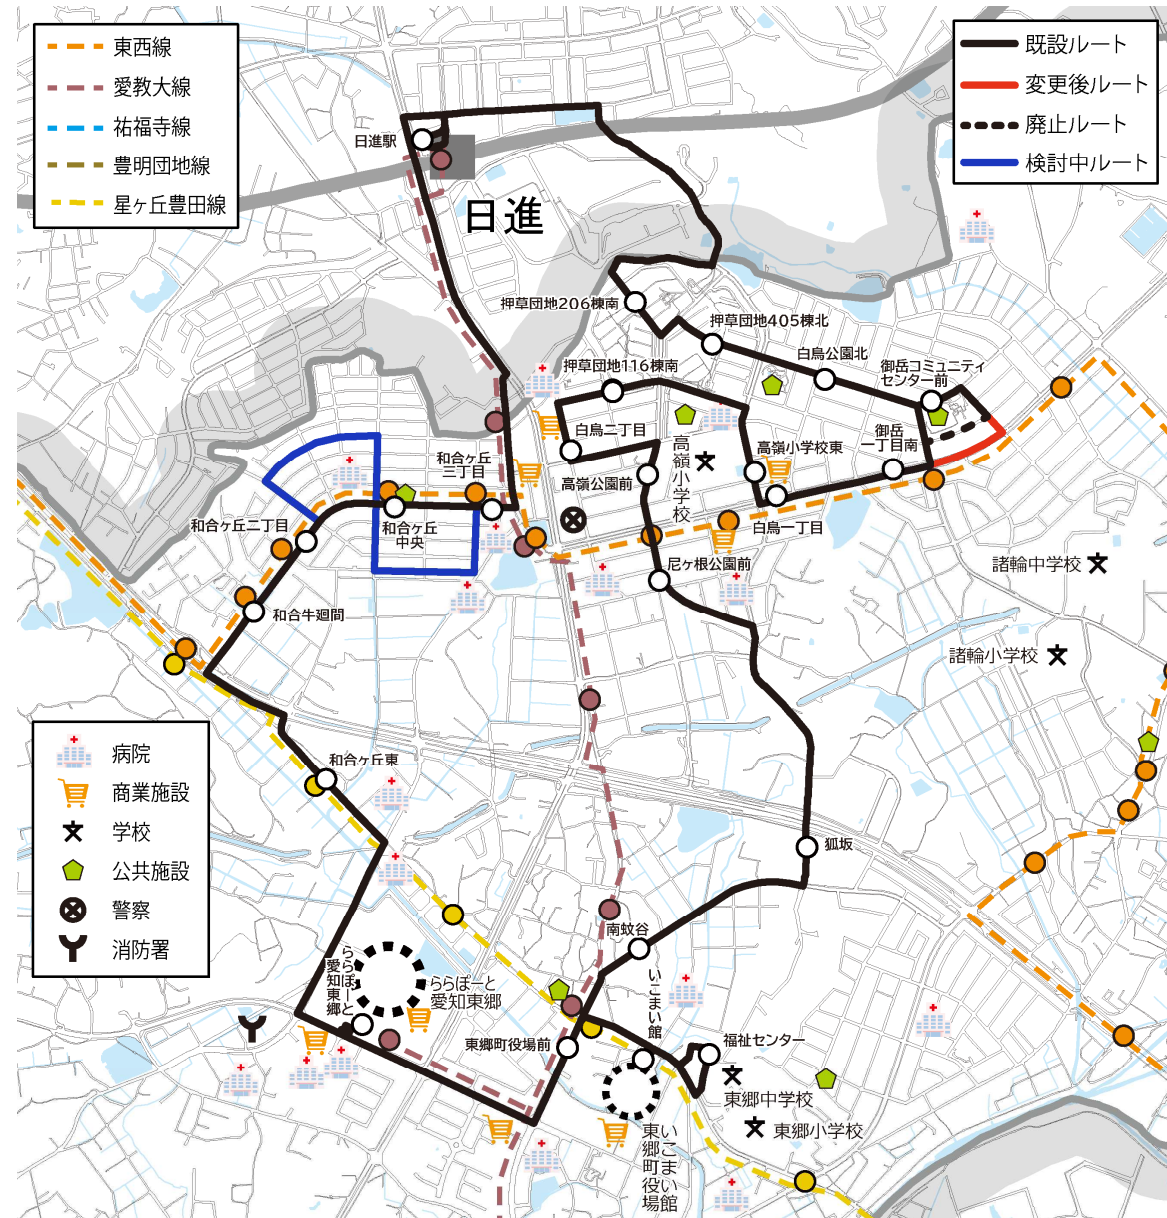 東西線
愛教大線
祐福寺線
豊明団地線
星ヶ丘豊田線
既設ルート
変更後ルート
廃止ルート
検討中ルート
日進駅
日進
押草団地206棟南
押草団地405棟北
白鳥公園北
御岳コミュニティ
センター前
押草団地116棟南
白鳥二丁目
高嶺小学校
高嶺小学校東
御岳
一丁目南
和合ヶ丘
三丁目
高嶺公園前
白鳥一丁目
和合ヶ丘二丁目
和合ヶ丘
中央
尼ヶ根公園前
諸輪中学校
和合牛廻間
諸輪小学校
病院
商業施設
学校
公共施設
警察
消防署
和合ヶ丘東
狐坂
南蚊谷
ららぽーと
愛知東郷
ららぽーと
愛知東郷
いこまい館
東郷町役場前
福祉センター
東郷中学校
東郷小学校
いこまい館
東郷町役場